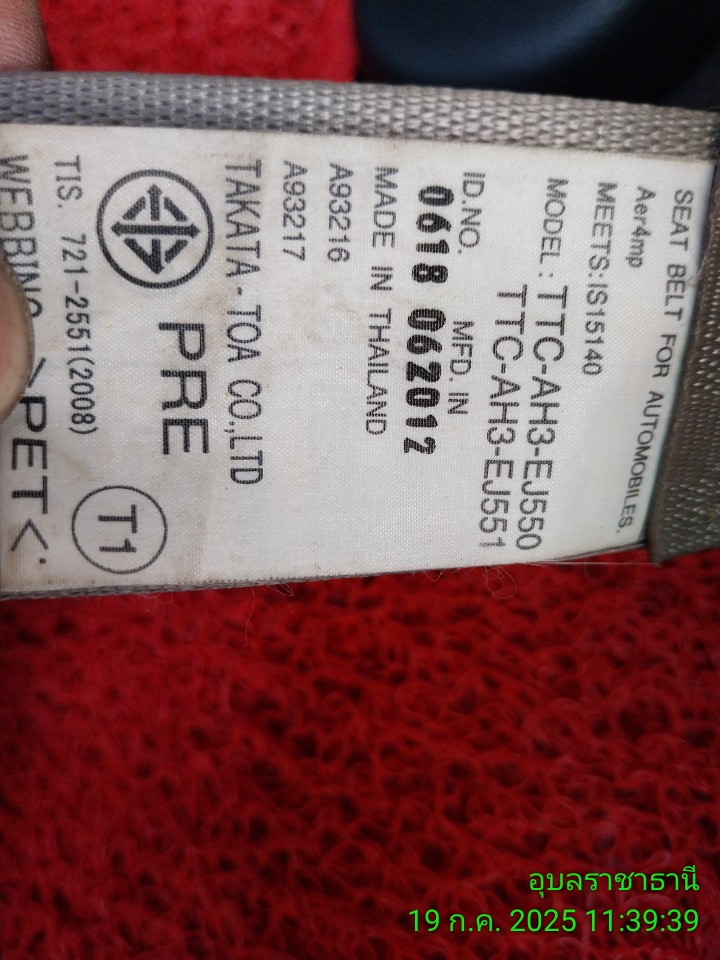 SEAT BELT FOR AUTOMOBILES.
Aer4mp
MEETS:IS15140
MODEL: TTC-AH3-EJ550
TTC-AH3-EJ551
ID.NO. MFD. IN
0618 062012
MADE IN THAILAND
A93216
A93217
TAKATA-TOA CO.,LTD
PRE
T1
TIS. 721-2551(2008)
WEBBING >PET<
อุบลราชาธานี
19 ก.ค. 2025 11:39:39